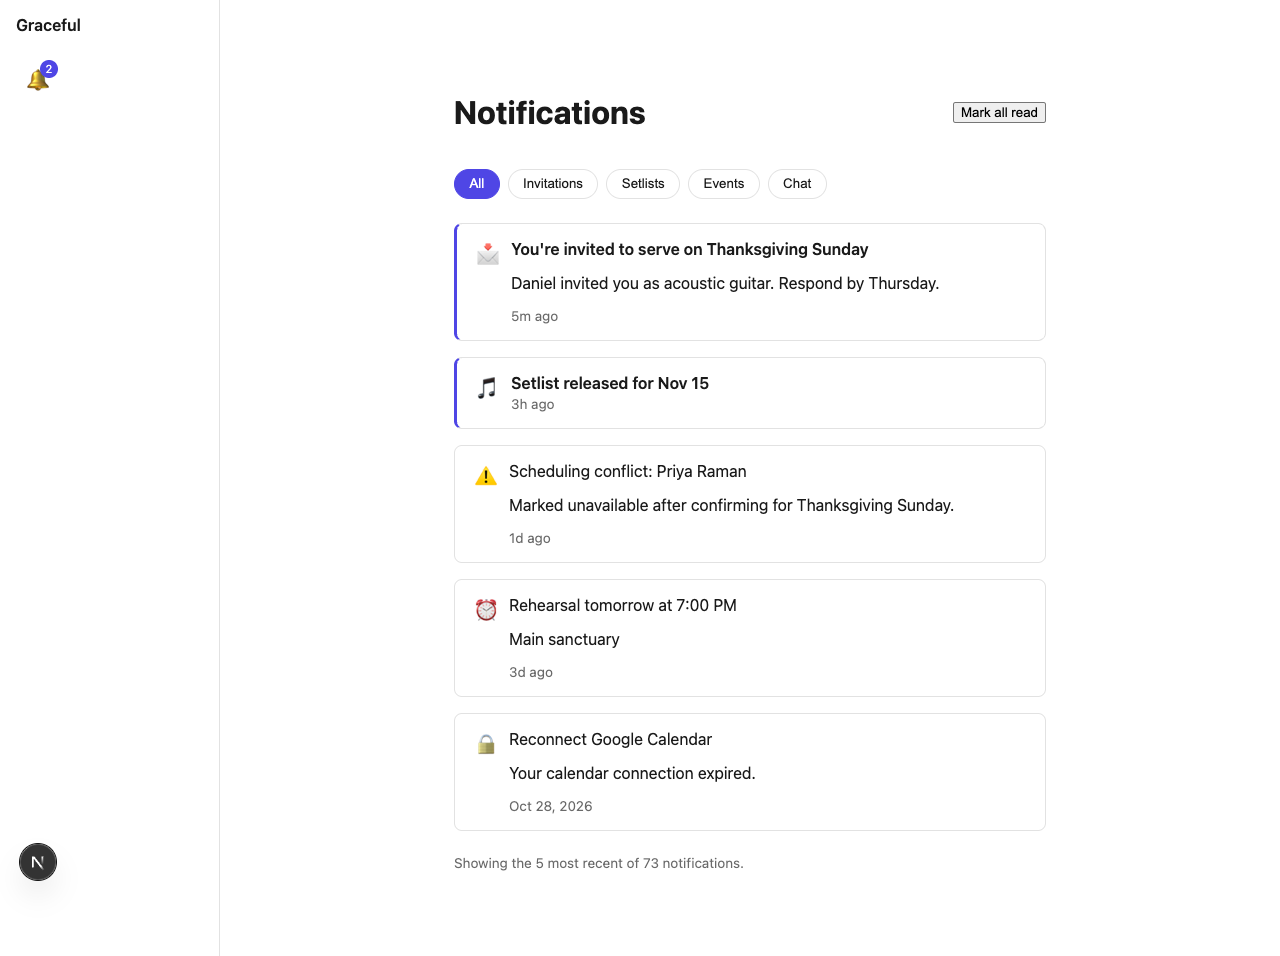 Graceful
2
Notifications
Mark all read
All
Invitations
Setlists
Events
Chat
You're invited to serve on Thanksgiving Sunday
Daniel invited you as acoustic guitar. Respond by Thursday.
5m ago
Setlist released for Nov 15
3h ago
Scheduling conflict: Priya Raman
Marked unavailable after confirming for Thanksgiving Sunday.
1d ago
Rehearsal tomorrow at 7:00 PM
Main sanctuary
3d ago
Reconnect Google Calendar
Your calendar connection expired.
Oct 28, 2026
N
Showing the 5 most recent of 73 notifications.